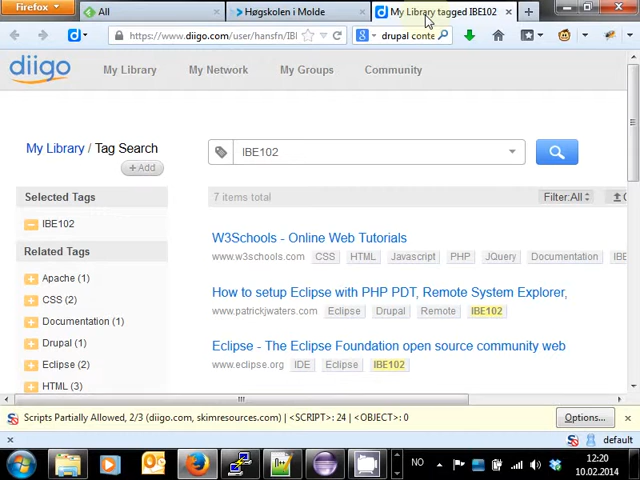 Firefox
All
Høgskolen i Molde
My Library tagged IBE102
https://www.diigo.com/user/hansfn/IBI
drupal conte
diigo
My Library
My Network
My Groups
Community
My Library / Tag Search
+ Add
IBE102
Selected Tags
IBE102
7 items total
Filter:All
Related Tags
Apache (1)
CSS (2)
Documentation (1)
Drupal (1)
Eclipse (2)
HTML (3)
W3Schools - Online Web Tutorials
www.w3schools.com CSS HTML Javascript PHP JQuery Documentation IBE
How to setup Eclipse with PHP PDT, Remote System Explorer,
www.patrickjwaters.com Eclipse Drupal Remote IBE102
Eclipse - The Eclipse Foundation open source community web
www.eclipse.org IDE Eclipse IBE102
Scripts Partially Allowed, 2/3 (diigo.com, skimresources.com) | <SCRIPT>: 24 | <OBJECT>: 0
Options...
default
NO
12:20
10.02.2014